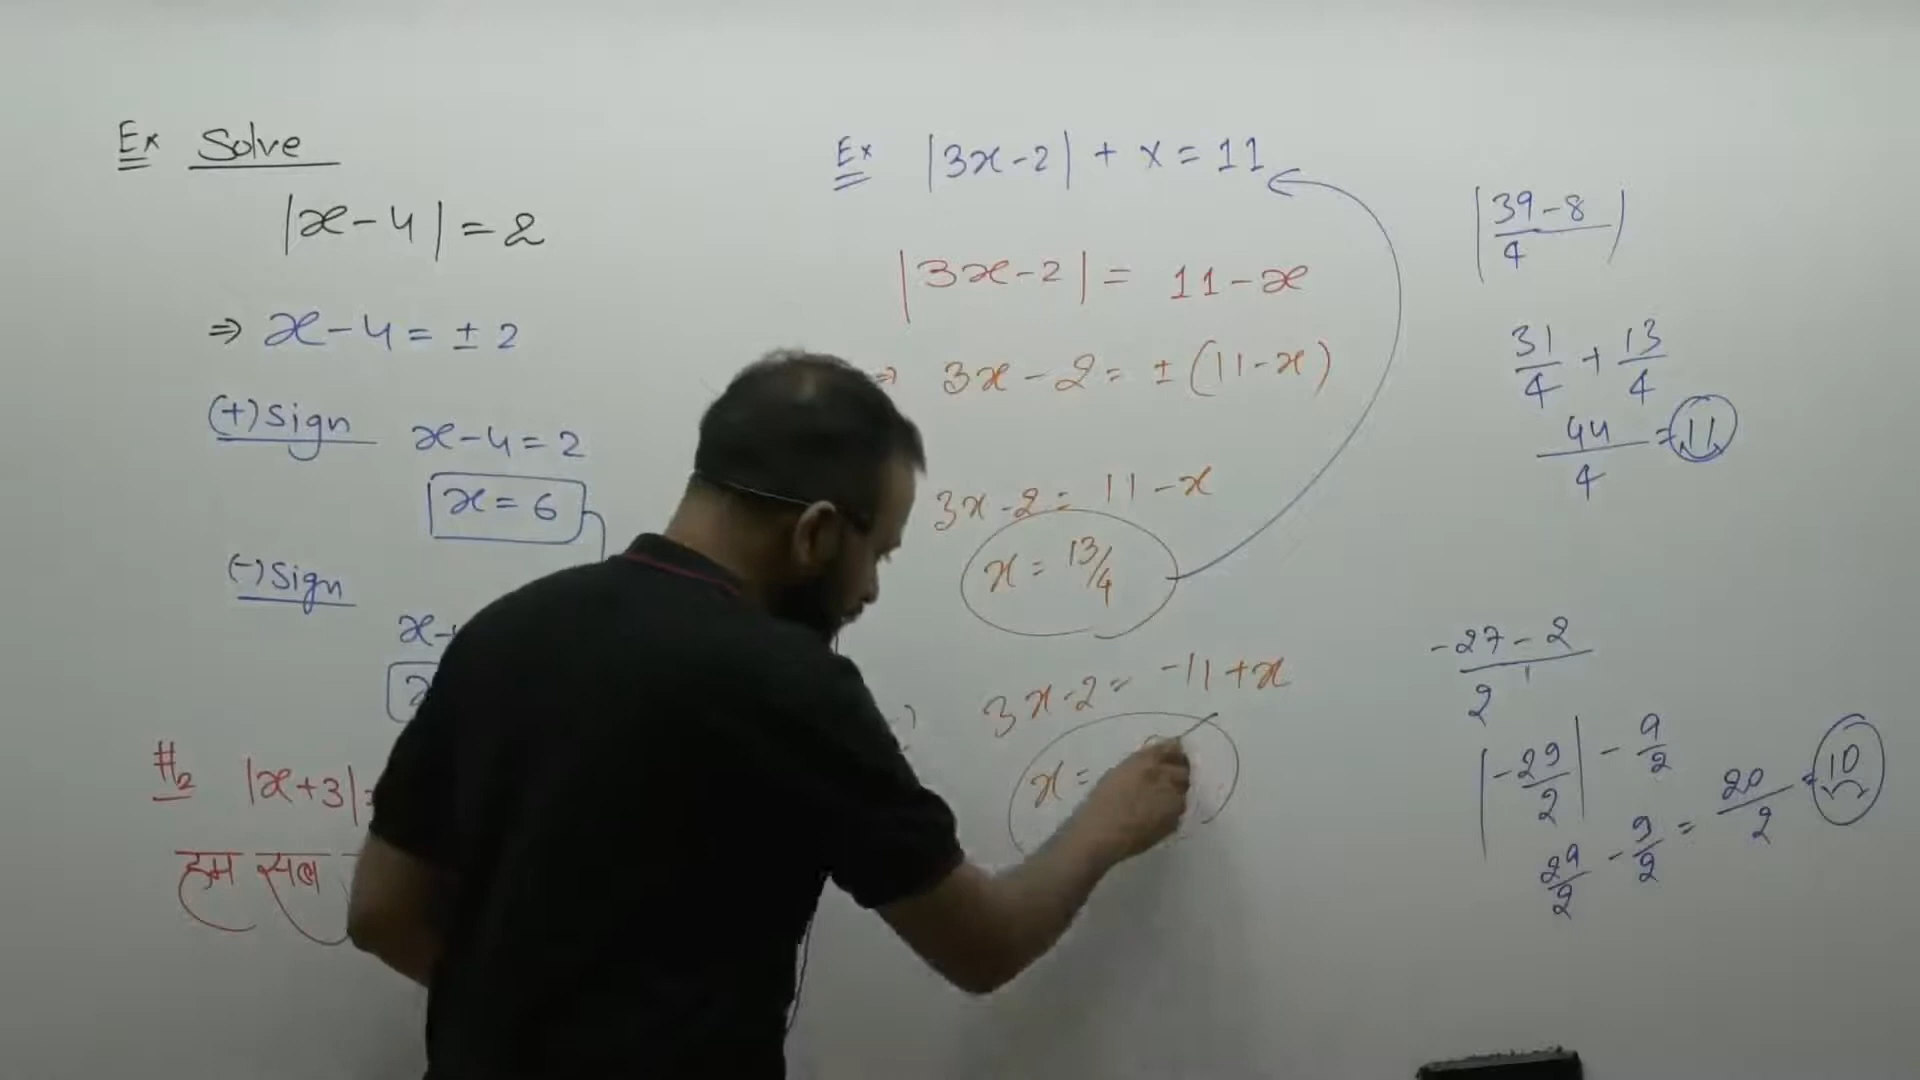 Ex Solve
|x-4| = 2
⇒ x-4 = ± 2
(+) Sign x-4 = 2
x = 6
(-) Sign
x-
#2 |x+3| =
हम सब
Ex |3x-2| + x = 11
|3x-2| = 11-x
⇒ 3x-2 = ± (11-x)
3x-2 = 11-x
x = 13/4
3x-2 = -11+x
x =
|39-8/4|
31/4 + 13/4
44/4 = 11
-27/2 - 2/1
|-29/2| - 9/2
29/2 - 9/2 = 20/2 = 10